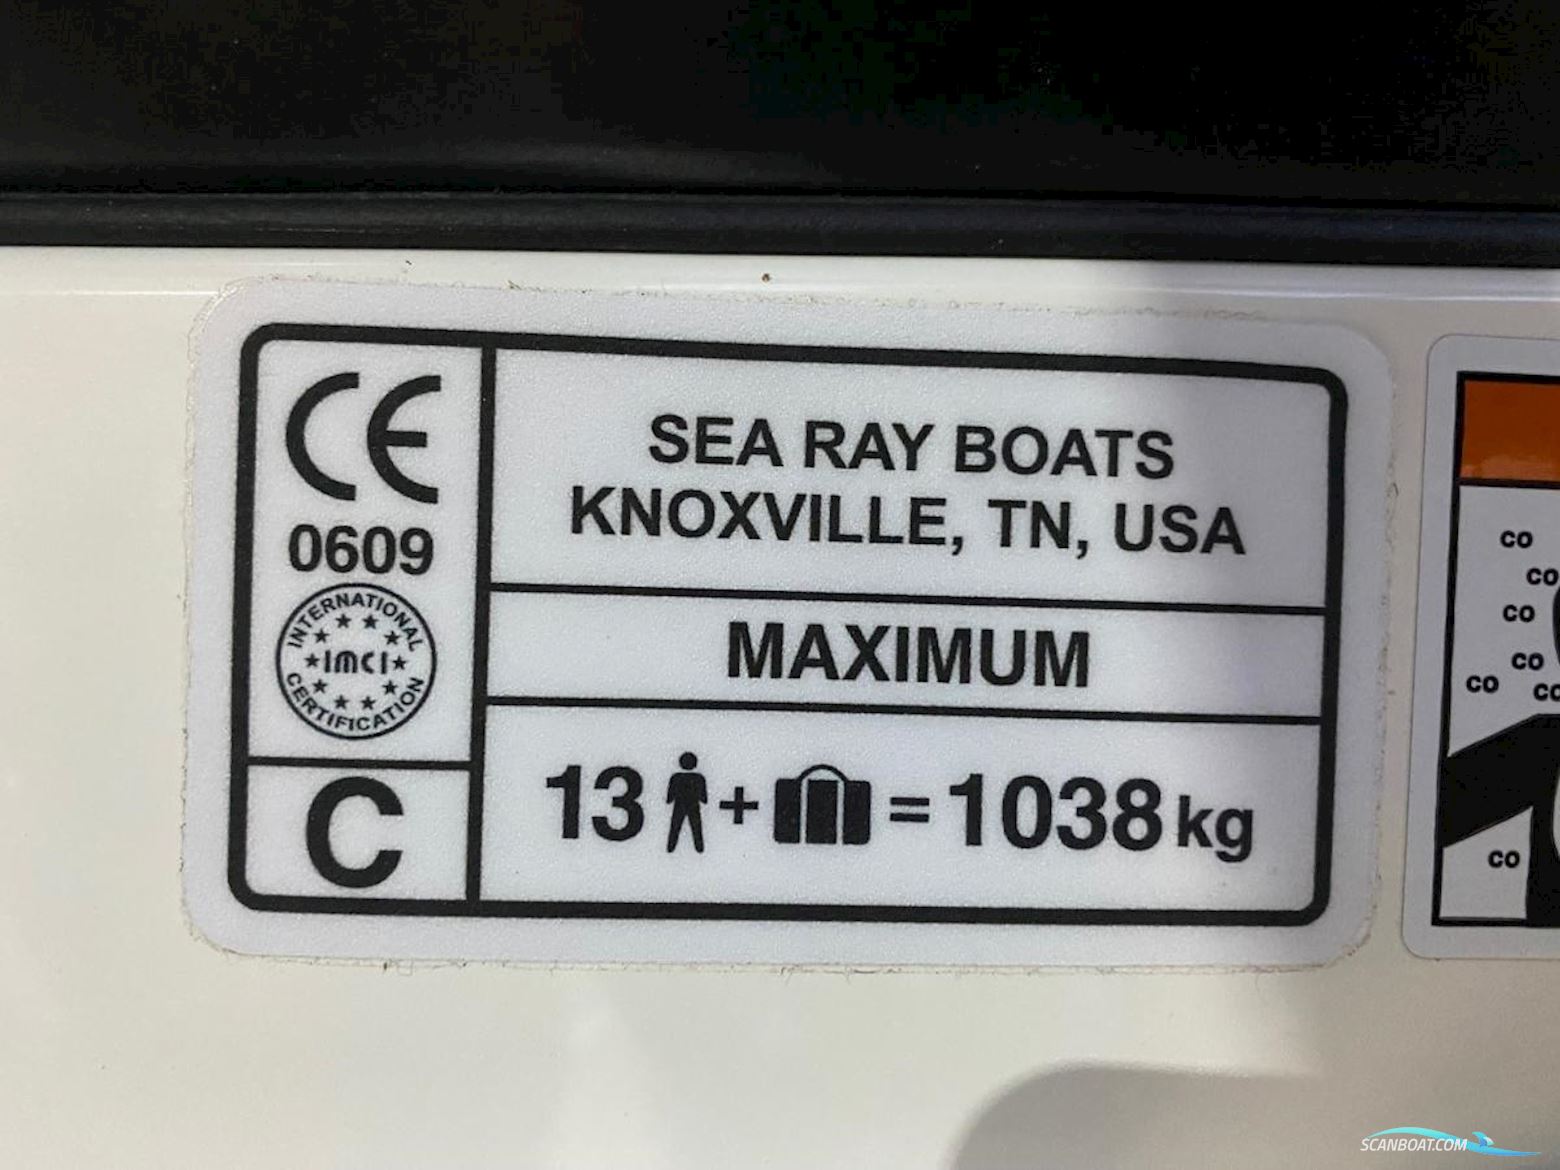 CE
0609
INTERNATIONAL
IMCI
CERTIFICATION
C
SEA RAY BOATS
KNOXVILLE, TN, USA
MAXIMUM
13 + = 1038 kg
CO
CO
CO
CO
CO
CO
CO
SCANBOAT.COM